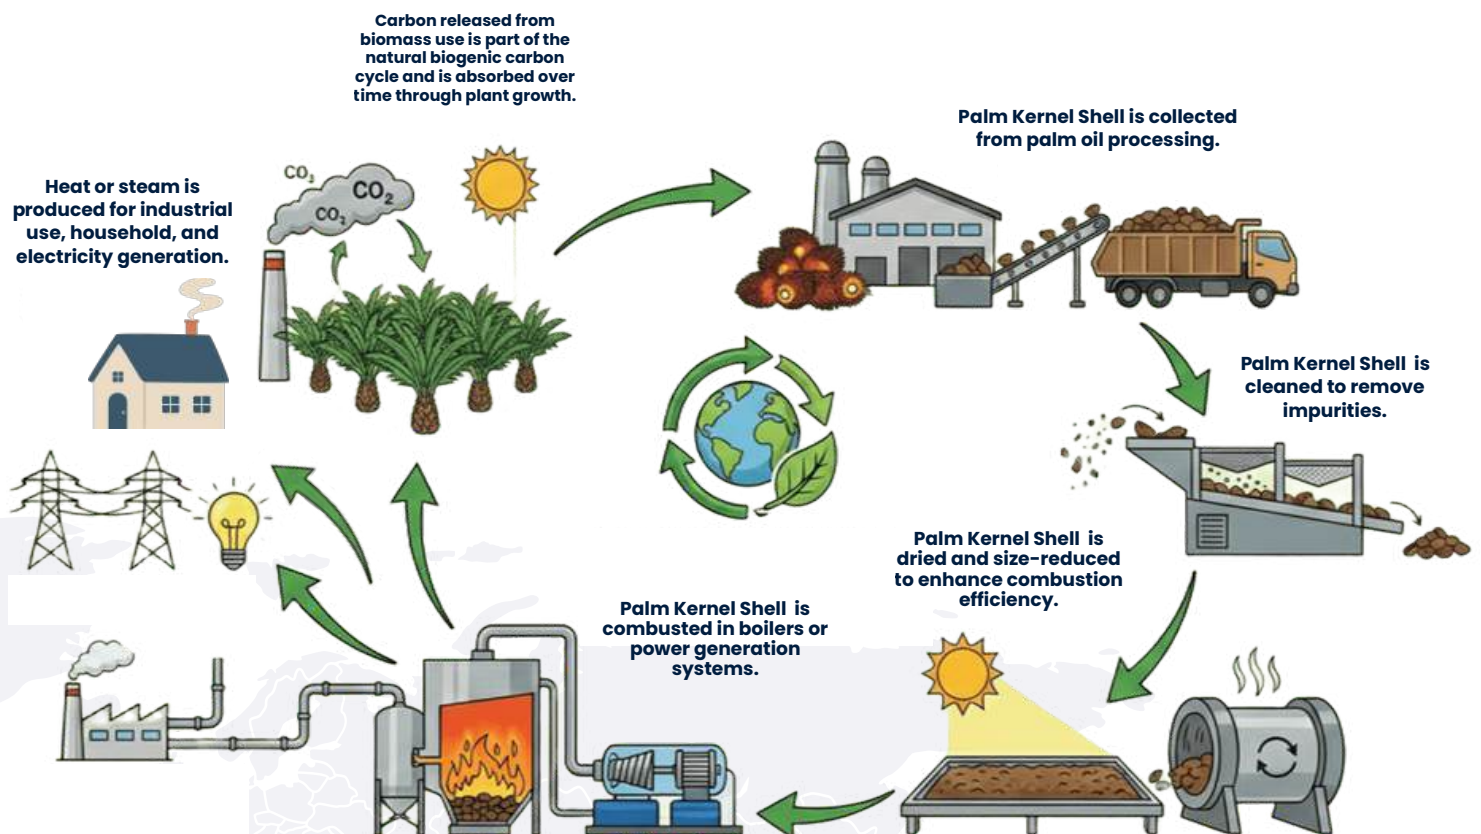 Carbon released from
biomass use is part of the
natural biogenic carbon
cycle and is absorbed over
time through plant growth.
Palm Kernel Shell is collected
from palm oil processing.
Heat or steam is
produced for industrial
use, household, and
electricity generation.
CO₂
CO₂
CO₂
Palm Kernel Shell is
cleaned to remove
impurities.
Palm Kernel Shell is
dried and size-reduced
to enhance combustion
efficiency.
Palm Kernel Shell is
combusted in boilers or
power generation
systems.